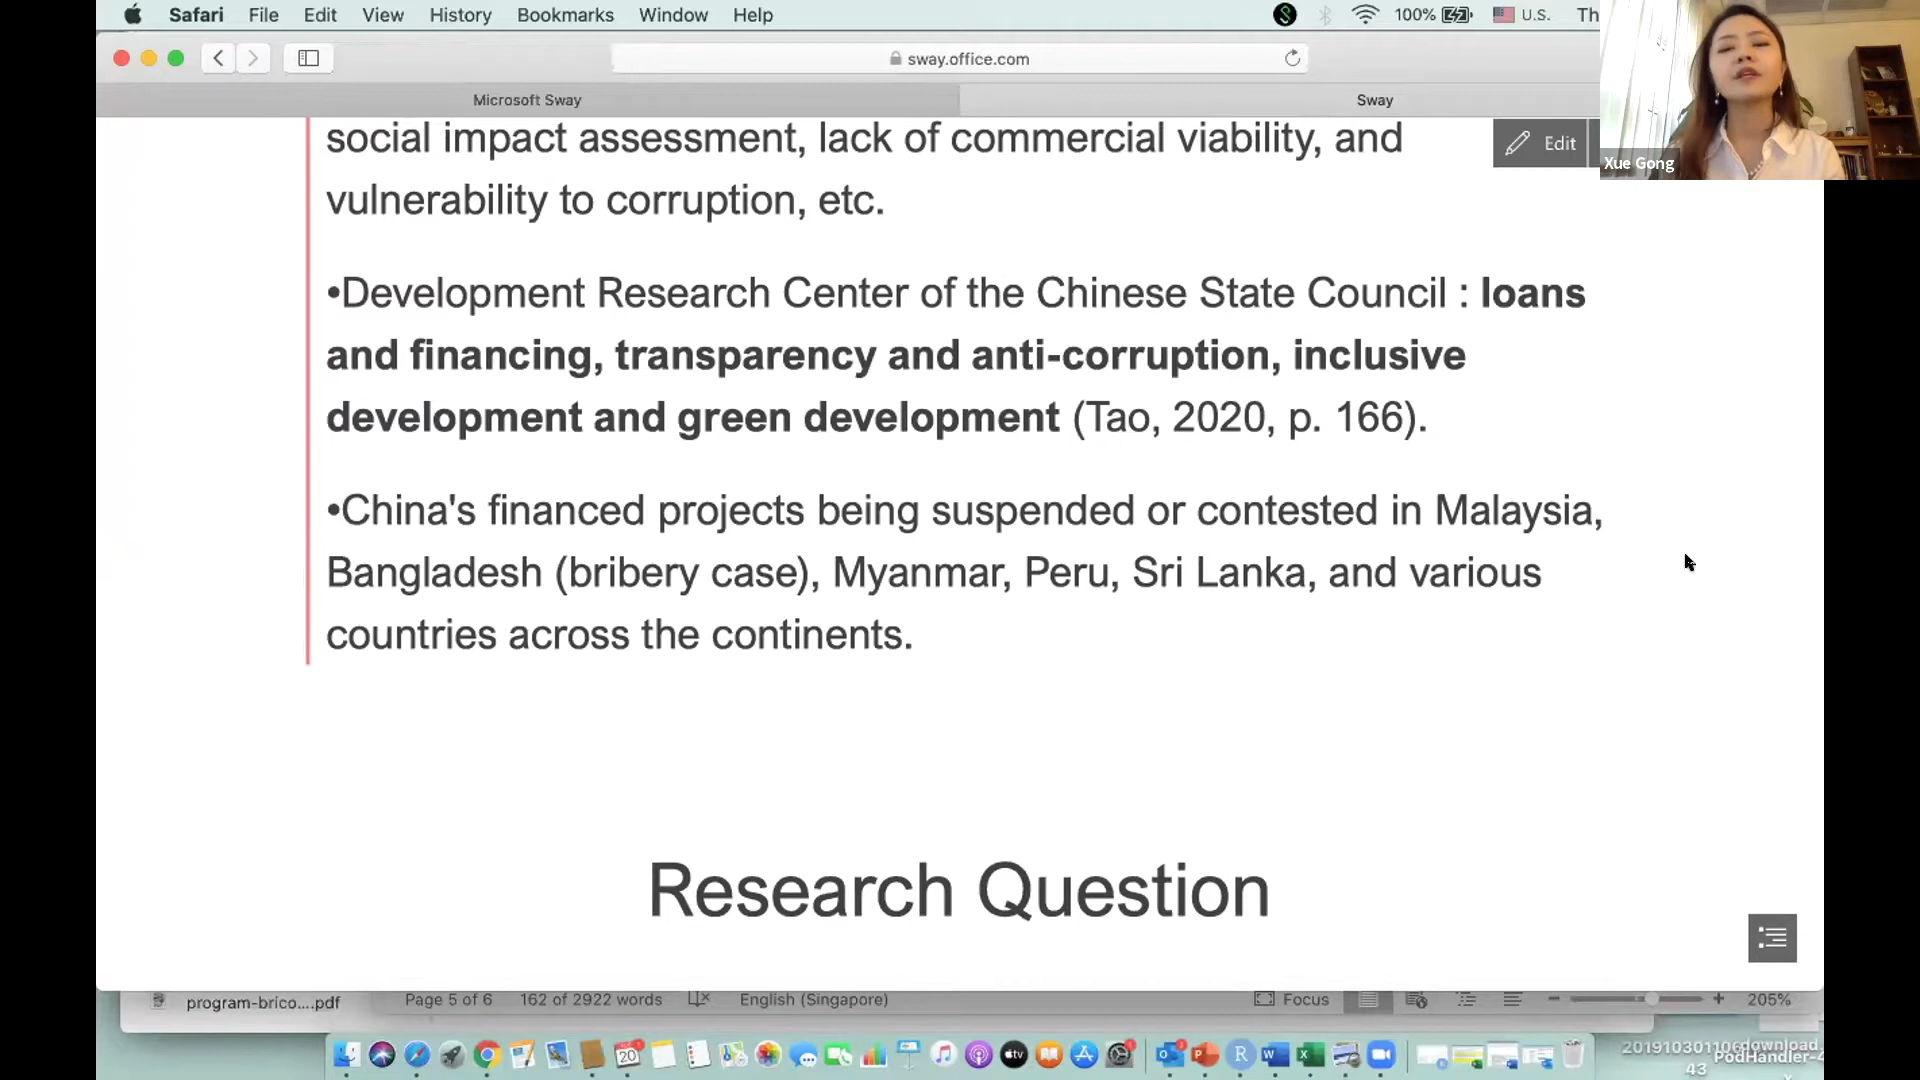 Safari File Edit View History Bookmarks Window Help
100% U.S. Th
sway.office.com
Microsoft Sway
Sway
Edit
Xue Gong
social impact assessment, lack of commercial viability, and
vulnerability to corruption, etc.
•Development Research Center of the Chinese State Council : loans
and financing, transparency and anti-corruption, inclusive
development and green development (Tao, 2020, p. 166).
•China's financed projects being suspended or contested in Malaysia,
Bangladesh (bribery case), Myanmar, Peru, Sri Lanka, and various
countries across the continents.
Research Question
program-brico....pdf
Page 5 of 6 162 of 2922 words English (Singapore)
Focus
205%
20
tv